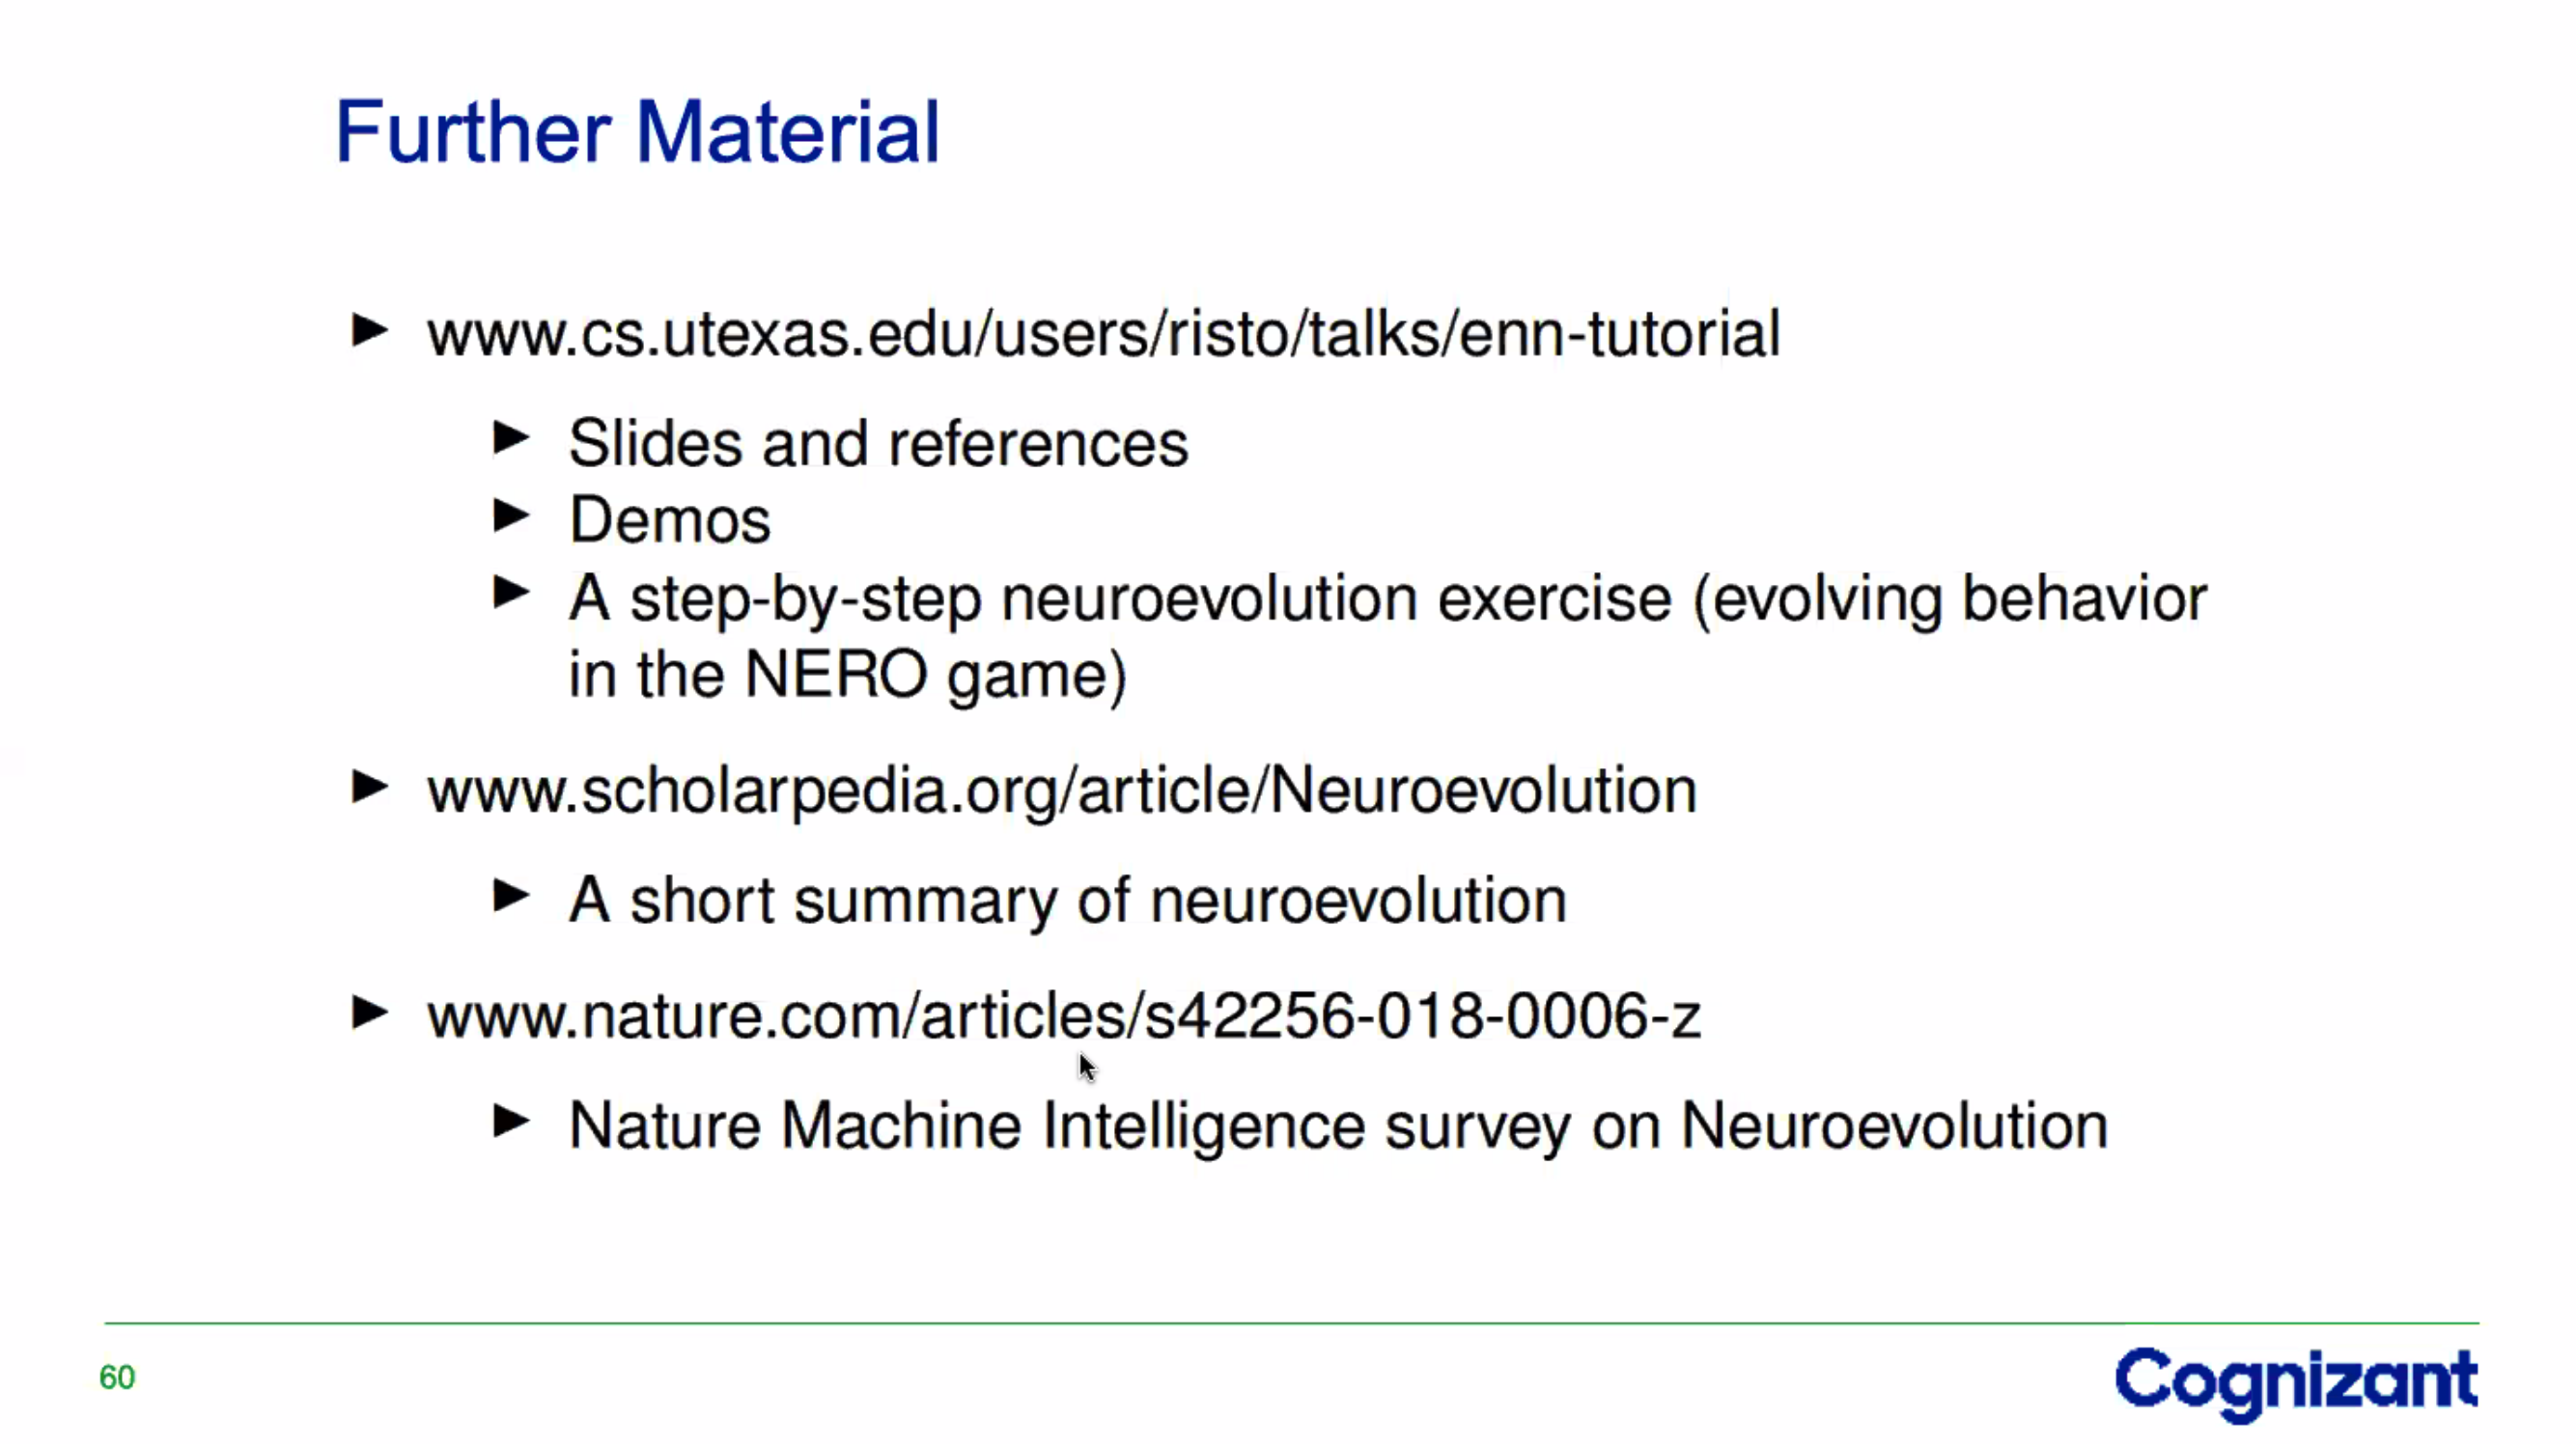 Further Material
www.cs.utexas.edu/users/risto/talks/enn-tutorial
Slides and references
Demos
A step-by-step neuroevolution exercise (evolving behavior
in the NERO game)
www.scholarpedia.org/article/Neuroevolution
A short summary of neuroevolution
www.nature.com/articles/s42256-018-0006-z
Nature Machine Intelligence survey on Neuroevolution
60
Cognizant